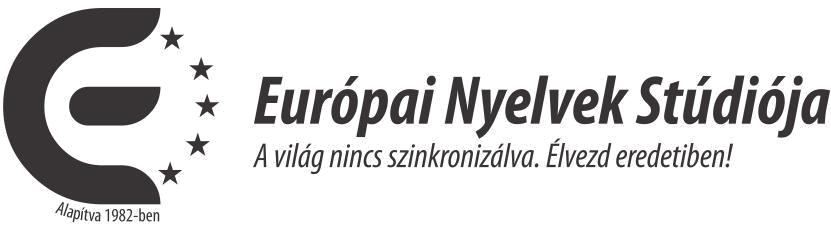 Európai Nyelvek Stúdiója
A világ nincs szinkronizálva. Élvezd eredetiben!
Alapítva 1982-ben